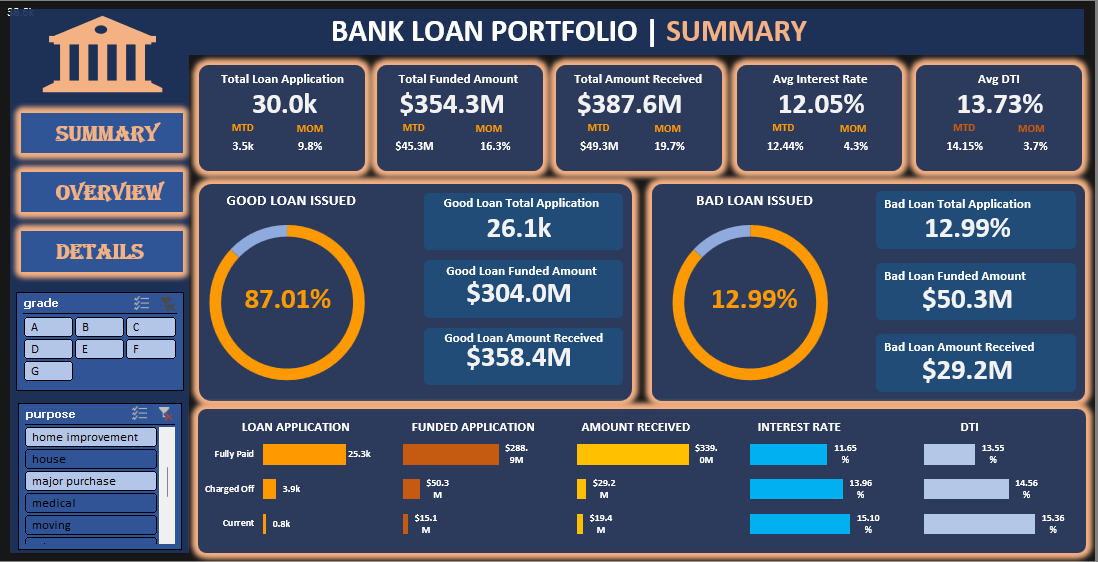 BANK LOAN PORTFOLIO | SUMMARY
SUMMARY
OVERVIEW
DETAILS
grade
A B C
D E F
G
purpose
home improvement
house
major purchase
medical
moving
Total Loan Application
30.0k
MTD MOM
3.5k 9.8%
Total Funded Amount
$354.3M
MTD MOM
$45.3M 16.3%
Total Amount Received
$387.6M
MTD MOM
$49.3M 19.7%
Avg Interest Rate
12.05%
MTD MOM
12.44% 4.3%
Avg DTI
13.73%
MTD MOM
14.15% 3.7%
GOOD LOAN ISSUED
87.01%
Good Loan Total Application
26.1k
Good Loan Funded Amount
$304.0M
Good Loan Amount Received
$358.4M
BAD LOAN ISSUED
12.99%
Bad Loan Total Application
12.99%
Bad Loan Funded Amount
$50.3M
Bad Loan Amount Received
$29.2M
LOAN APPLICATION
Fully Paid 25.3k
Charged Off 3.9k
Current 0.8k
FUNDED APPLICATION
$288.
9M
$50.3
M
$15.1
M
AMOUNT RECEIVED
$339.
0M
$29.2
M
$19.4
M
INTEREST RATE
11.65
%
13.96
%
15.10
%
DTI
13.55
%
14.56
%
15.36
%